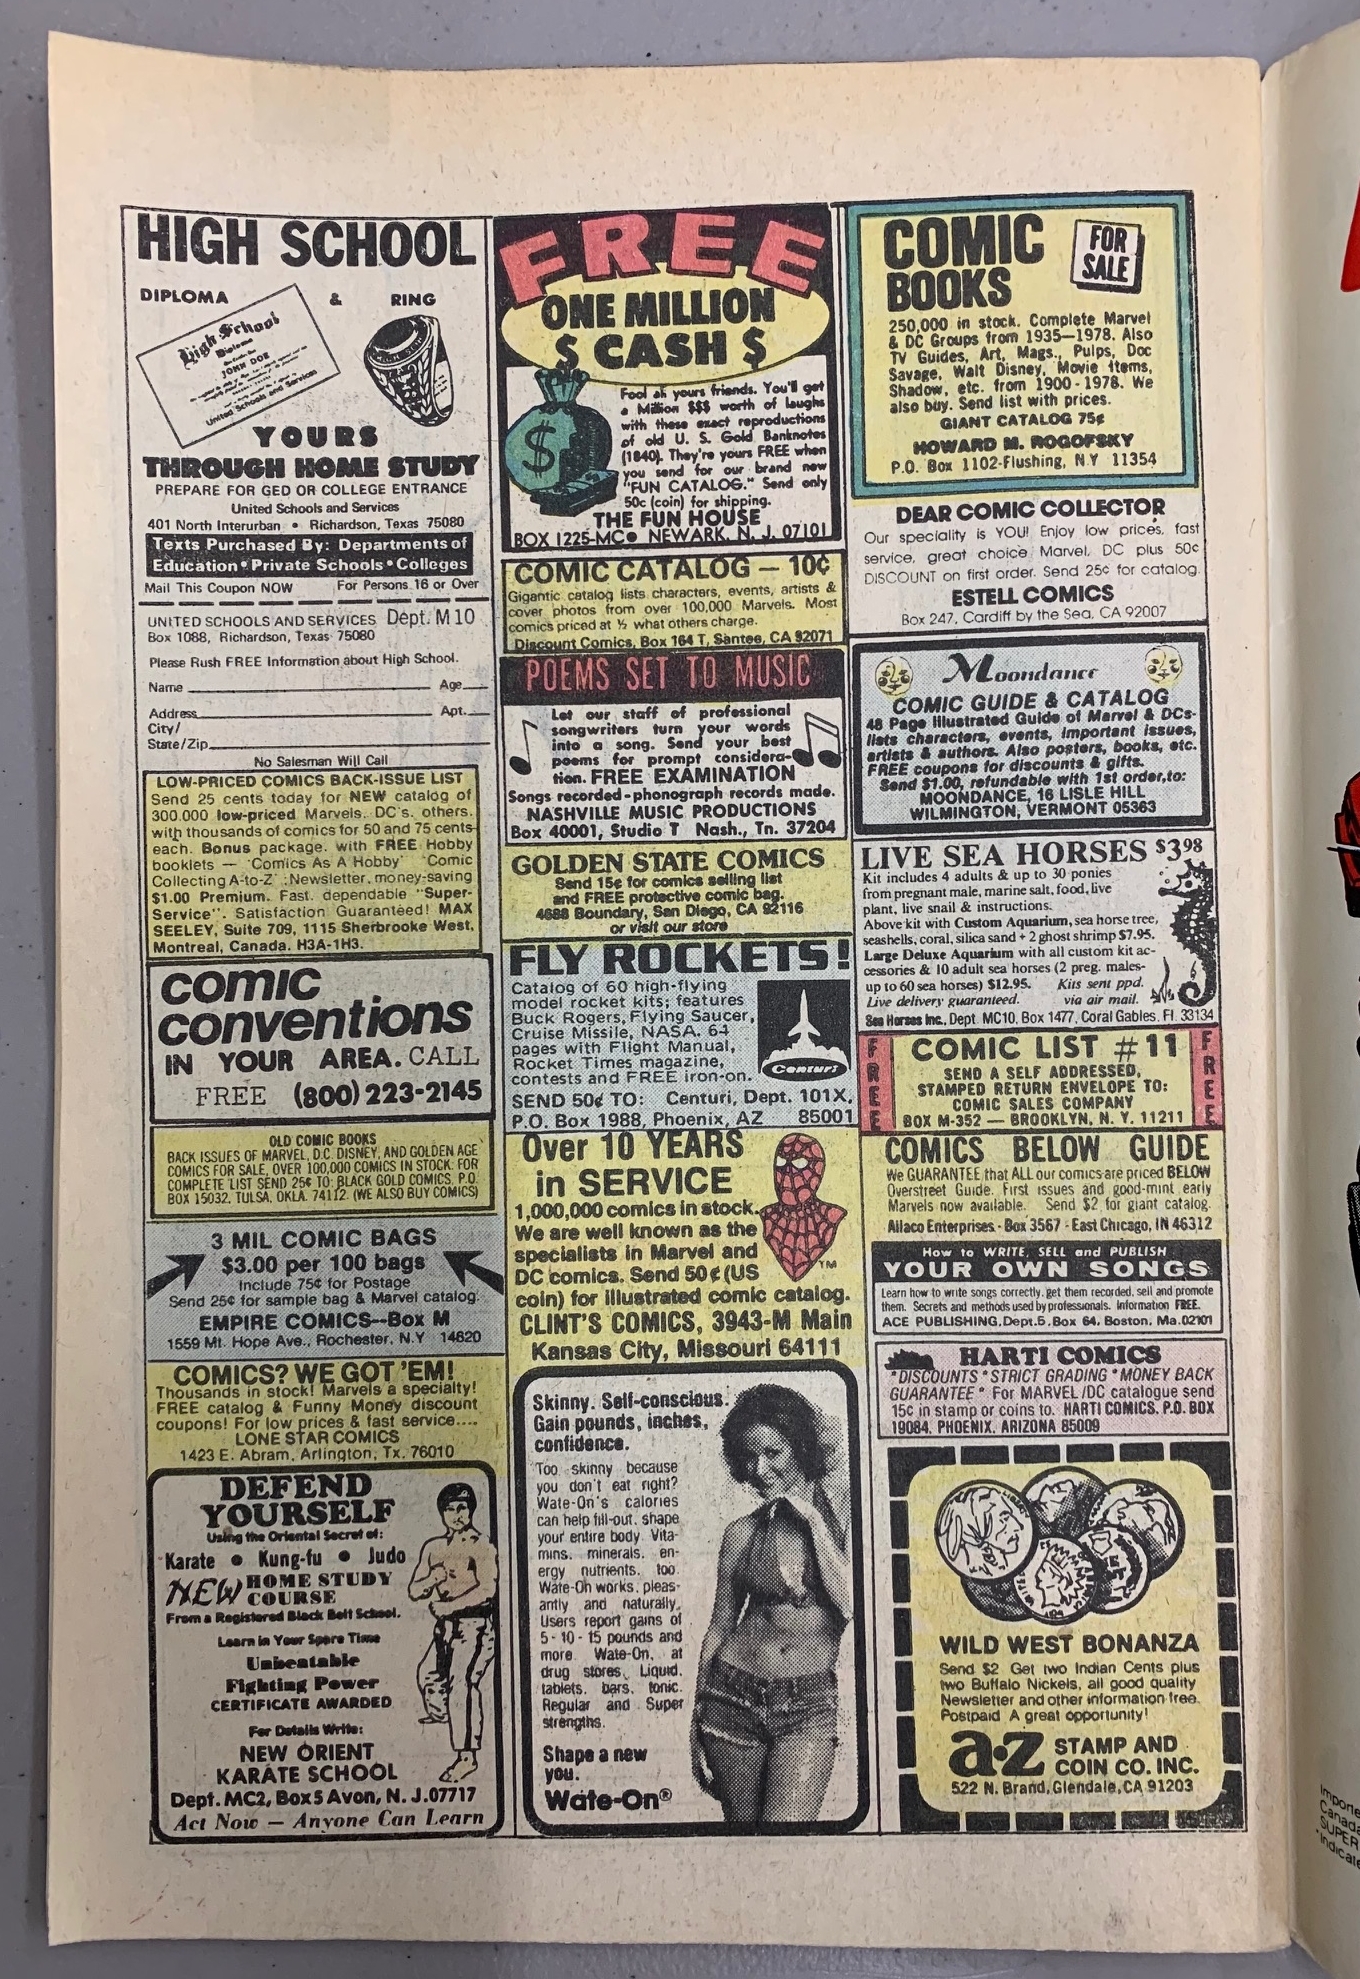 HIGH SCHOOL
DIPLOMA & RING
High School
Diploma
JOHN DOE
United Schools and Services
YOURS
THROUGH HOME STUDY
PREPARE FOR GED OR COLLEGE ENTRANCE
United Schools and Services
401 North Interurban • Richardson, Texas 75080
Texts Purchased By: Departments of
Education • Private Schools • Colleges
Mail This Coupon NOW For Persons 16 or Over
UNITED SCHOOLS AND SERVICES Dept. M10
Box 1088, Richardson, Texas 75080
Please Rush FREE Information about High School.
Name Age
Address Apt.
City/
State/Zip
No Salesman Will Call
LOW-PRICED COMICS BACK-ISSUE LIST
Send 25 cents today for NEW catalog of
300,000 low-priced Marvels, DC's, others,
with thousands of comics for 50 and 75 cents
each. Bonus package, with FREE Hobby
booklets — "Comics As A Hobby" "Comic
Collecting A-to-Z"; Newsletter, money-saving
$1.00 Premium. Fast, dependable "Super-
Service". Satisfaction Guaranteed! MAX
SEELEY, Suite 709, 1115 Sherbrooke West,
Montreal, Canada. H3A-1H3.
comic
conventions
IN YOUR AREA. CALL
FREE (800) 223-2145
OLD COMIC BOOKS
BACK ISSUES OF MARVEL, D.C. DISNEY, AND GOLDEN AGE
COMICS FOR SALE, OVER 100,000 COMICS IN STOCK. FOR
COMPLETE LIST SEND 25¢ TO: BLACK GOLD COMICS, P.O.
BOX 15032, TULSA, OKLA. 74112. (WE ALSO BUY COMICS)
3 MIL COMIC BAGS
$3.00 per 100 bags
Include 75¢ for Postage
Send 25¢ for sample bag & Marvel catalog.
EMPIRE COMICS--Box M
1559 Mt. Hope Ave., Rochester, N.Y 14620
COMICS? WE GOT 'EM!
Thousands in stock! Marvels a specialty!
FREE catalog & Funny Money discount
coupons! For low prices & fast service....
LONE STAR COMICS
1423 E. Abram, Arlington, Tx. 76010
DEFEND
YOURSELF
Using the Oriental Secret of:
Karate • Kung-fu • Judo
NEW HOME STUDY
COURSE
From a Registered Black Belt School.
Learn in Your Spare Time
Unbeatable
Fighting Power
CERTIFICATE AWARDED
For Details Write:
NEW ORIENT
KARATE SCHOOL
Dept. MC2, Box 5 Avon, N. J. 07717
Act Now — Anyone Can Learn
FREE
ONE MILLION
$ CASH $
Fool all yours friends. You'll get
a Million $$$ worth of laughs
with these exact reproductions
of old U. S. Gold Banknotes
(1840). They're yours FREE when
you send for our brand new
"FUN CATALOG." Send only
50c (coin) for shipping.
THE FUN HOUSE
BOX 1225-MC• NEWARK, N. J. 07101
COMIC CATALOG — 10¢
Gigantic catalog lists characters, events, artists &
cover photos from over 100,000 Marvels. Most
comics priced at ½ what others charge.
Discount Comics, Box 164 T, Santee, CA 92071
POEMS SET TO MUSIC
Let our staff of professional
songwriters turn your words
into a song. Send your best
poems for prompt considera-
tion. FREE EXAMINATION
Songs recorded-phonograph records made.
NASHVILLE MUSIC PRODUCTIONS
Box 40001, Studio T Nash., Tn. 37204
GOLDEN STATE COMICS
Send 15¢ for comics selling list
and FREE protective comic bag.
4688 Boundary, San Diego, CA 92116
or visit our store
FLY ROCKETS!
Catalog of 60 high-flying
model rocket kits; features
Buck Rogers, Flying Saucer,
Cruise Missile, NASA. 64
pages with Flight Manual,
Rocket Times magazine,
contests and FREE iron-on.
Centuri
SEND 50¢ TO: Centuri, Dept. 101X,
P.O. Box 1988, Phoenix, AZ 85001
Over 10 YEARS
in SERVICE
1,000,000 comics in stock.
We are well known as the
specialists in Marvel and
DC comics. Send 50¢ (US
coin) for illustrated comic catalog.
CLINT'S COMICS, 3943-M Main
Kansas City, Missouri 64111
TM
Skinny. Self-conscious.
Gain pounds, inches,
confidence.
Too skinny because
you don't eat right?
Wate-On's calories
can help fill-out, shape
your entire body. Vita-
mins, minerals, en-
ergy nutrients, too.
Wate-On works, pleas-
antly and naturally.
Users report gains of
5 - 10 - 15 pounds and
more. Wate-On, at
drug stores. Liquid,
tablets, bars, tonic.
Regular and Super
strengths.
Shape a new
you.
Wate-On®
COMIC
BOOKS
FOR
SALE
250,000 in stock. Complete Marvel
& DC Groups from 1935—1978. Also
TV Guides, Art, Mags., Pulps, Doc
Savage, Walt Disney, Movie Items,
Shadow, etc. from 1900-1978. We
also buy. Send list with prices.
GIANT CATALOG 75¢
HOWARD M. ROGOFSKY
P.O. Box 1102-Flushing, N.Y 11354
DEAR COMIC COLLECTOR
Our speciality is YOU! Enjoy low prices, fast
service, great choice. Marvel, DC plus 50¢
DISCOUNT on first order. Send 25¢ for catalog.
ESTELL COMICS
Box 247, Cardiff by the Sea, CA 92007
Moondance
COMIC GUIDE & CATALOG
48 Page Illustrated Guide of Marvel & DCs-
lists characters, events, important issues,
artists & authors. Also posters, books, etc.
FREE coupons for discounts & gifts.
Send $1.00, refundable with 1st order, to:
MOONDANCE, 16 LISLE HILL
WILMINGTON, VERMONT 05363
LIVE SEA HORSES $3.98
Kit includes 4 adults & up to 30 ponies
from pregnant male, marine salt, food, live
plant, live snail & instructions.
Above kit with Custom Aquarium, sea horse tree,
seashells, coral, silica sand + 2 ghost shrimp $7.95.
Large Deluxe Aquarium with all custom kit ac-
cessories & 10 adult sea horses (2 preg. males-
up to 60 sea horses) $12.95. Kits sent ppd.
Live delivery guaranteed. via air mail.
Sea Horses Inc., Dept. MC10, Box 1477, Coral Gables, Fl. 33134
FREE
COMIC LIST #11
SEND A SELF ADDRESSED,
STAMPED RETURN ENVELOPE TO:
COMIC SALES COMPANY
BOX M-352 — BROOKLYN, N. Y. 11211
FREE
COMICS BELOW GUIDE
We GUARANTEE that ALL our comics are priced BELOW
Overstreet Guide. First issues and good-mint early
Marvels now available. Send $2 for giant catalog.
Allaco Enterprises - Box 3567 - East Chicago, IN 46312
How to WRITE, SELL and PUBLISH
YOUR OWN SONGS
Learn how to write songs correctly, get them recorded, sell and promote
them. Secrets and methods used by professionals. Information FREE.
ACE PUBLISHING, Dept. 5, Box 64, Boston, Ma. 02101
HARTI COMICS
*DISCOUNTS *STRICT GRADING *MONEY BACK
GUARANTEE * For MARVEL/DC catalogue send
15¢ in stamp or coins to. HARTI COMICS, P.O. BOX
19084, PHOENIX, ARIZONA 85009
WILD WEST BONANZA
Send $2 Get two Indian Cents plus
two Buffalo Nickels, all good quality
Newsletter and other information free.
Postpaid A great opportunity!
a-z STAMP AND
COIN CO. INC.
522 N. Brand, Glendale, CA 91203
Importe
Canada
SUPER
*Indicate